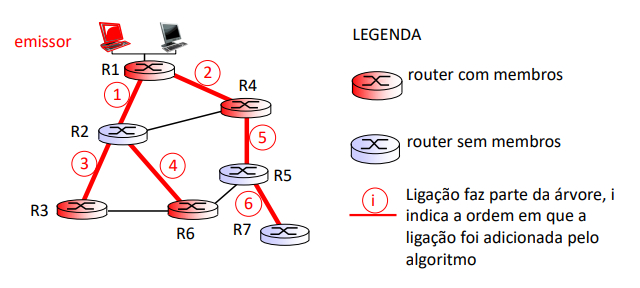 emissor
LEGENDA
R1
2
router com membros
1
R4
R2
5
router sem membros
3
4
R5
R3
6
i
Ligação faz parte da árvore, i
R6
R7
indica a ordem em que a
ligação foi adicionada pelo
algoritmo